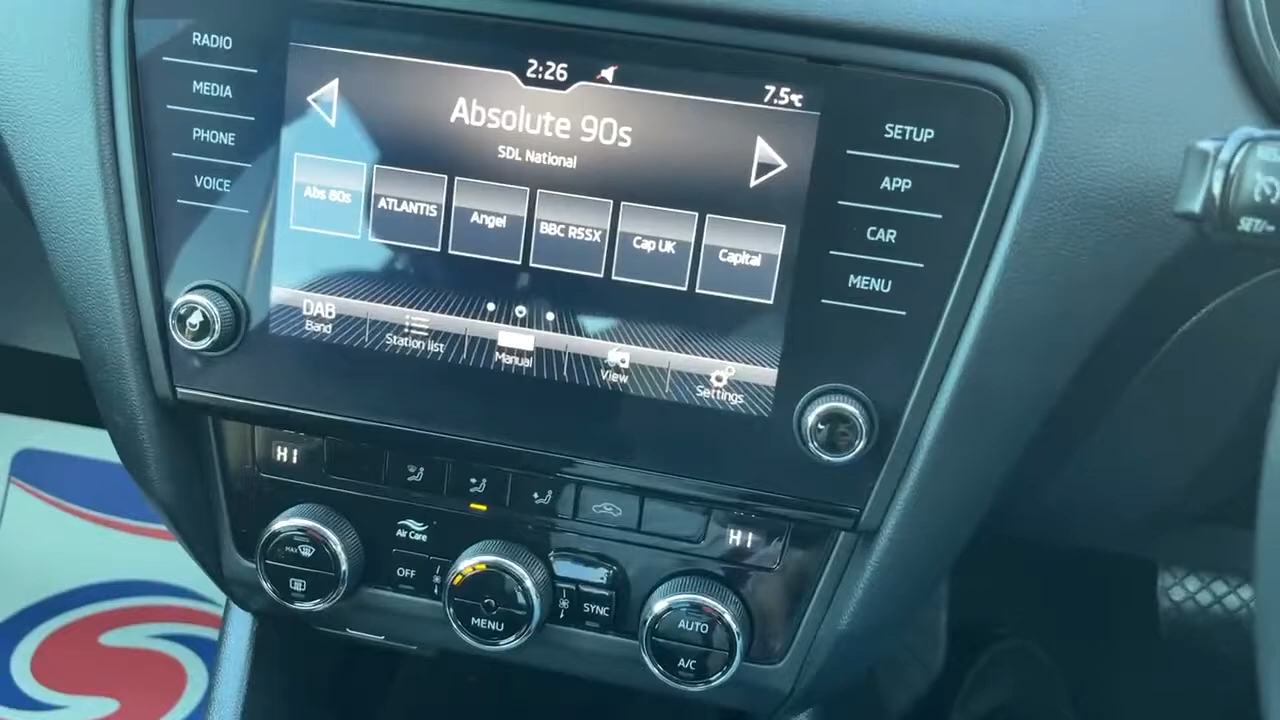 RADIO
MEDIA
PHONE
VOICE
2:26
7.5°C
Absolute 90s
SDL National
Abs 80s
ATLANTIS
Angel
BBC R5SX
Cap UK
Capital
DAB
Band
Station list
Manual
View
Settings
SETUP
APP
CAR
MENU
SET/
HI
HI
MAX
Air Care
OFF
MENU
SYNC
AUTO
A/C